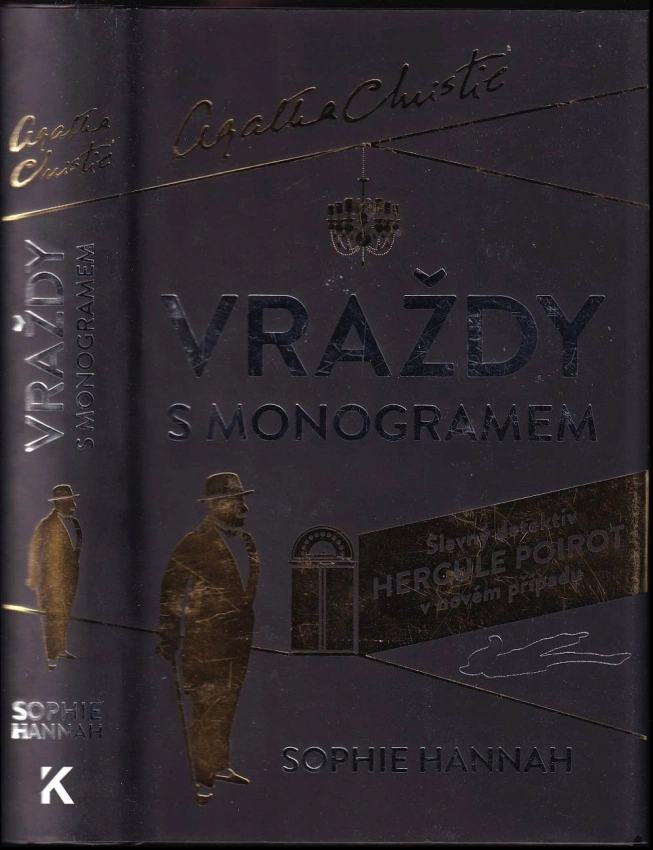 Agatha
Christie
VRAŽDY
S MONOGRAMEM
SOPHIE
HANNAH
K
Agatha Christie
VRAŽDY
S MONOGRAMEM
Slavný detektiv
HERCULE POIROT
v novém případu
SOPHIE HANNAH